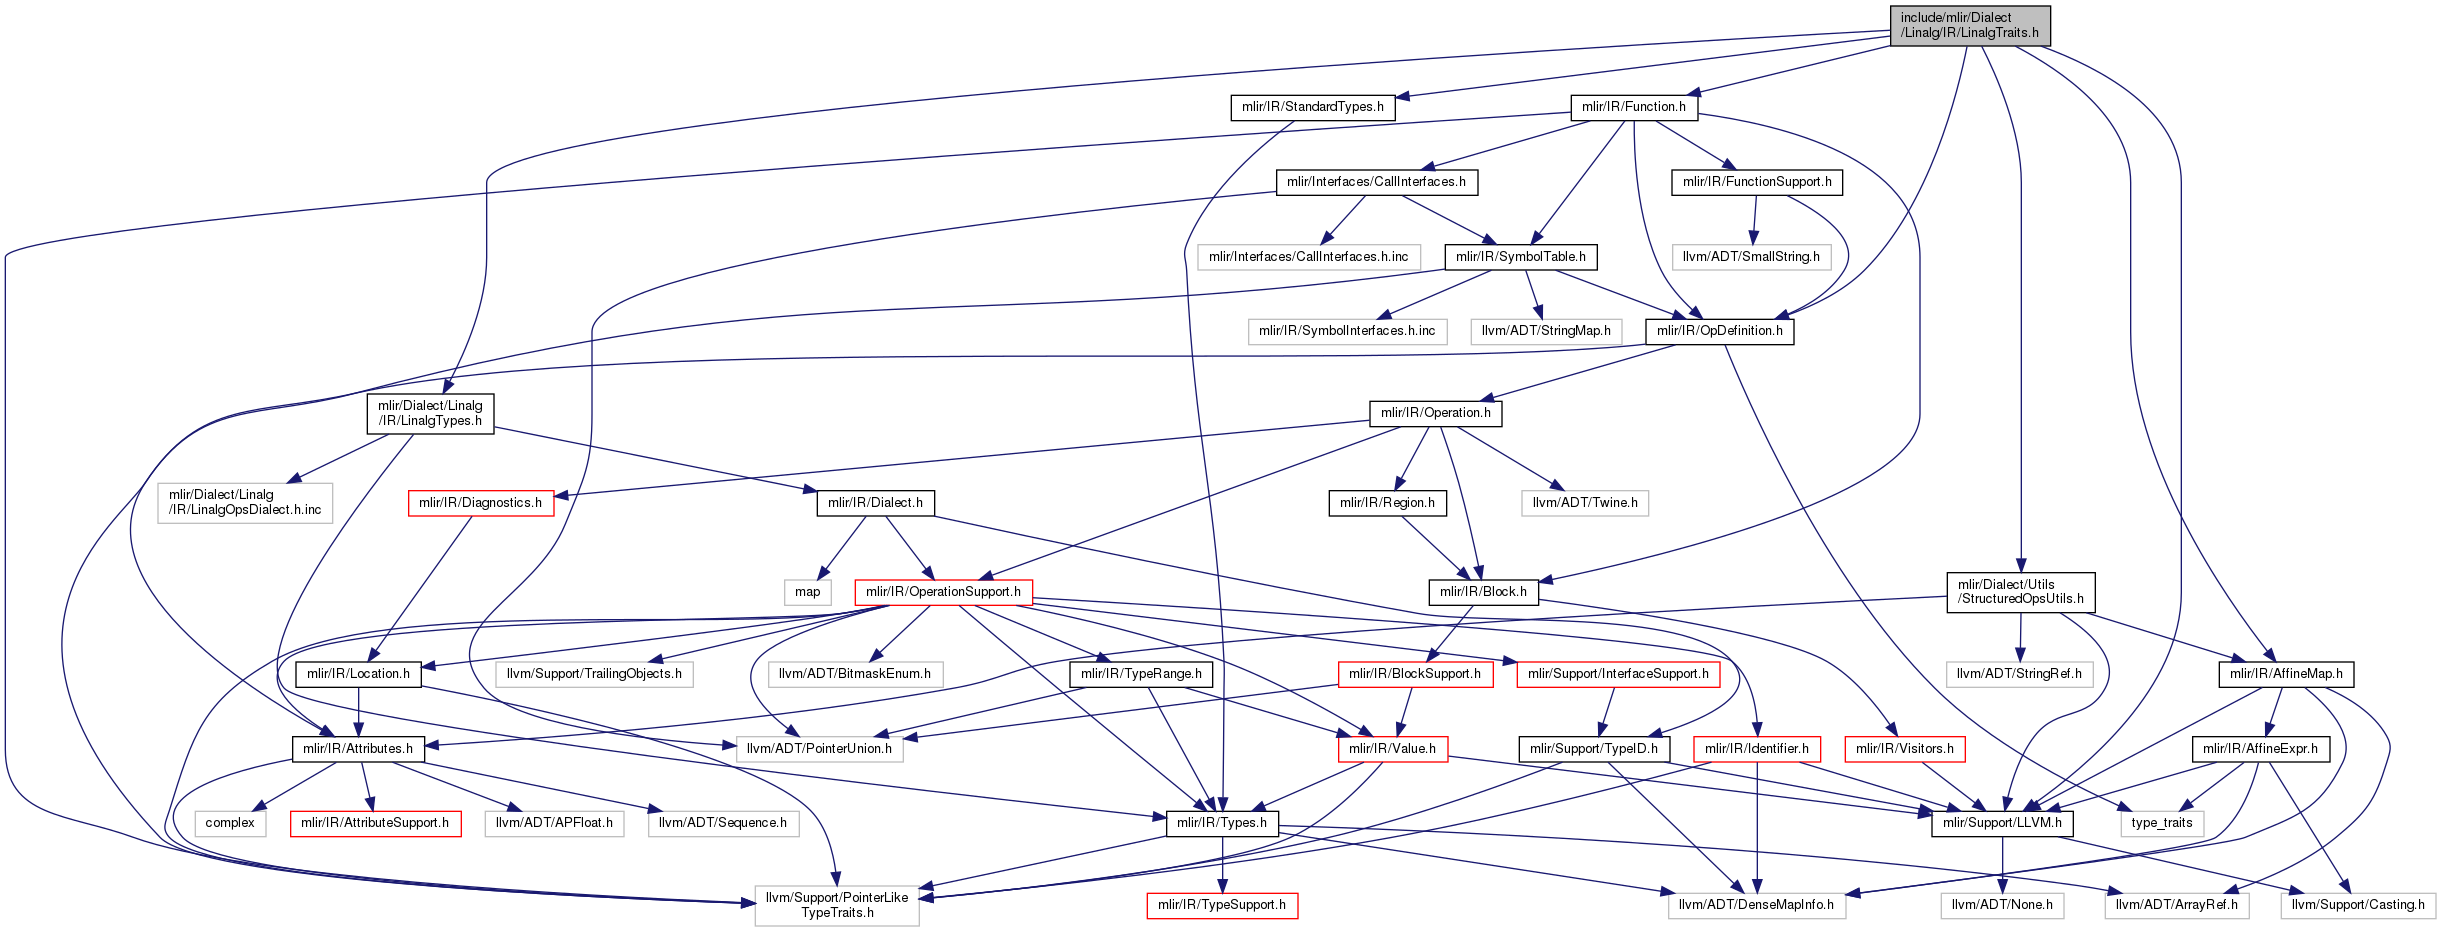 include/mlir/Dialect
/Linalg/IR/LinalgTraits.h
mlir/IR/StandardTypes.h
mlir/IR/Function.h
mlir/Interfaces/CallInterfaces.h
mlir/IR/FunctionSupport.h
mlir/Interfaces/CallInterfaces.h.inc
mlir/IR/SymbolTable.h
llvm/ADT/SmallString.h
mlir/IR/SymbolInterfaces.h.inc
llvm/ADT/StringMap.h
mlir/IR/OpDefinition.h
mlir/Dialect/Linalg
/IR/LinalgTypes.h
mlir/IR/Operation.h
mlir/Dialect/Linalg
/IR/LinalgOpsDialect.h.inc
mlir/IR/Diagnostics.h
mlir/IR/Dialect.h
mlir/IR/Region.h
llvm/ADT/Twine.h
map
mlir/IR/OperationSupport.h
mlir/IR/Block.h
mlir/Dialect/Utils
/StructuredOpsUtils.h
mlir/IR/Location.h
llvm/Support/TrailingObjects.h
llvm/ADT/BitmaskEnum.h
mlir/IR/TypeRange.h
mlir/IR/BlockSupport.h
mlir/Support/InterfaceSupport.h
llvm/ADT/StringRef.h
mlir/IR/AffineMap.h
mlir/IR/Attributes.h
llvm/ADT/PointerUnion.h
mlir/IR/Value.h
mlir/Support/TypeID.h
mlir/IR/Identifier.h
mlir/IR/Visitors.h
mlir/IR/AffineExpr.h
complex
mlir/IR/AttributeSupport.h
llvm/ADT/APFloat.h
llvm/ADT/Sequence.h
mlir/IR/Types.h
mlir/Support/LLVM.h
type_traits
llvm/Support/PointerLike
TypeTraits.h
mlir/IR/TypeSupport.h
llvm/ADT/DenseMapInfo.h
llvm/ADT/None.h
llvm/ADT/ArrayRef.h
llvm/Support/Casting.h